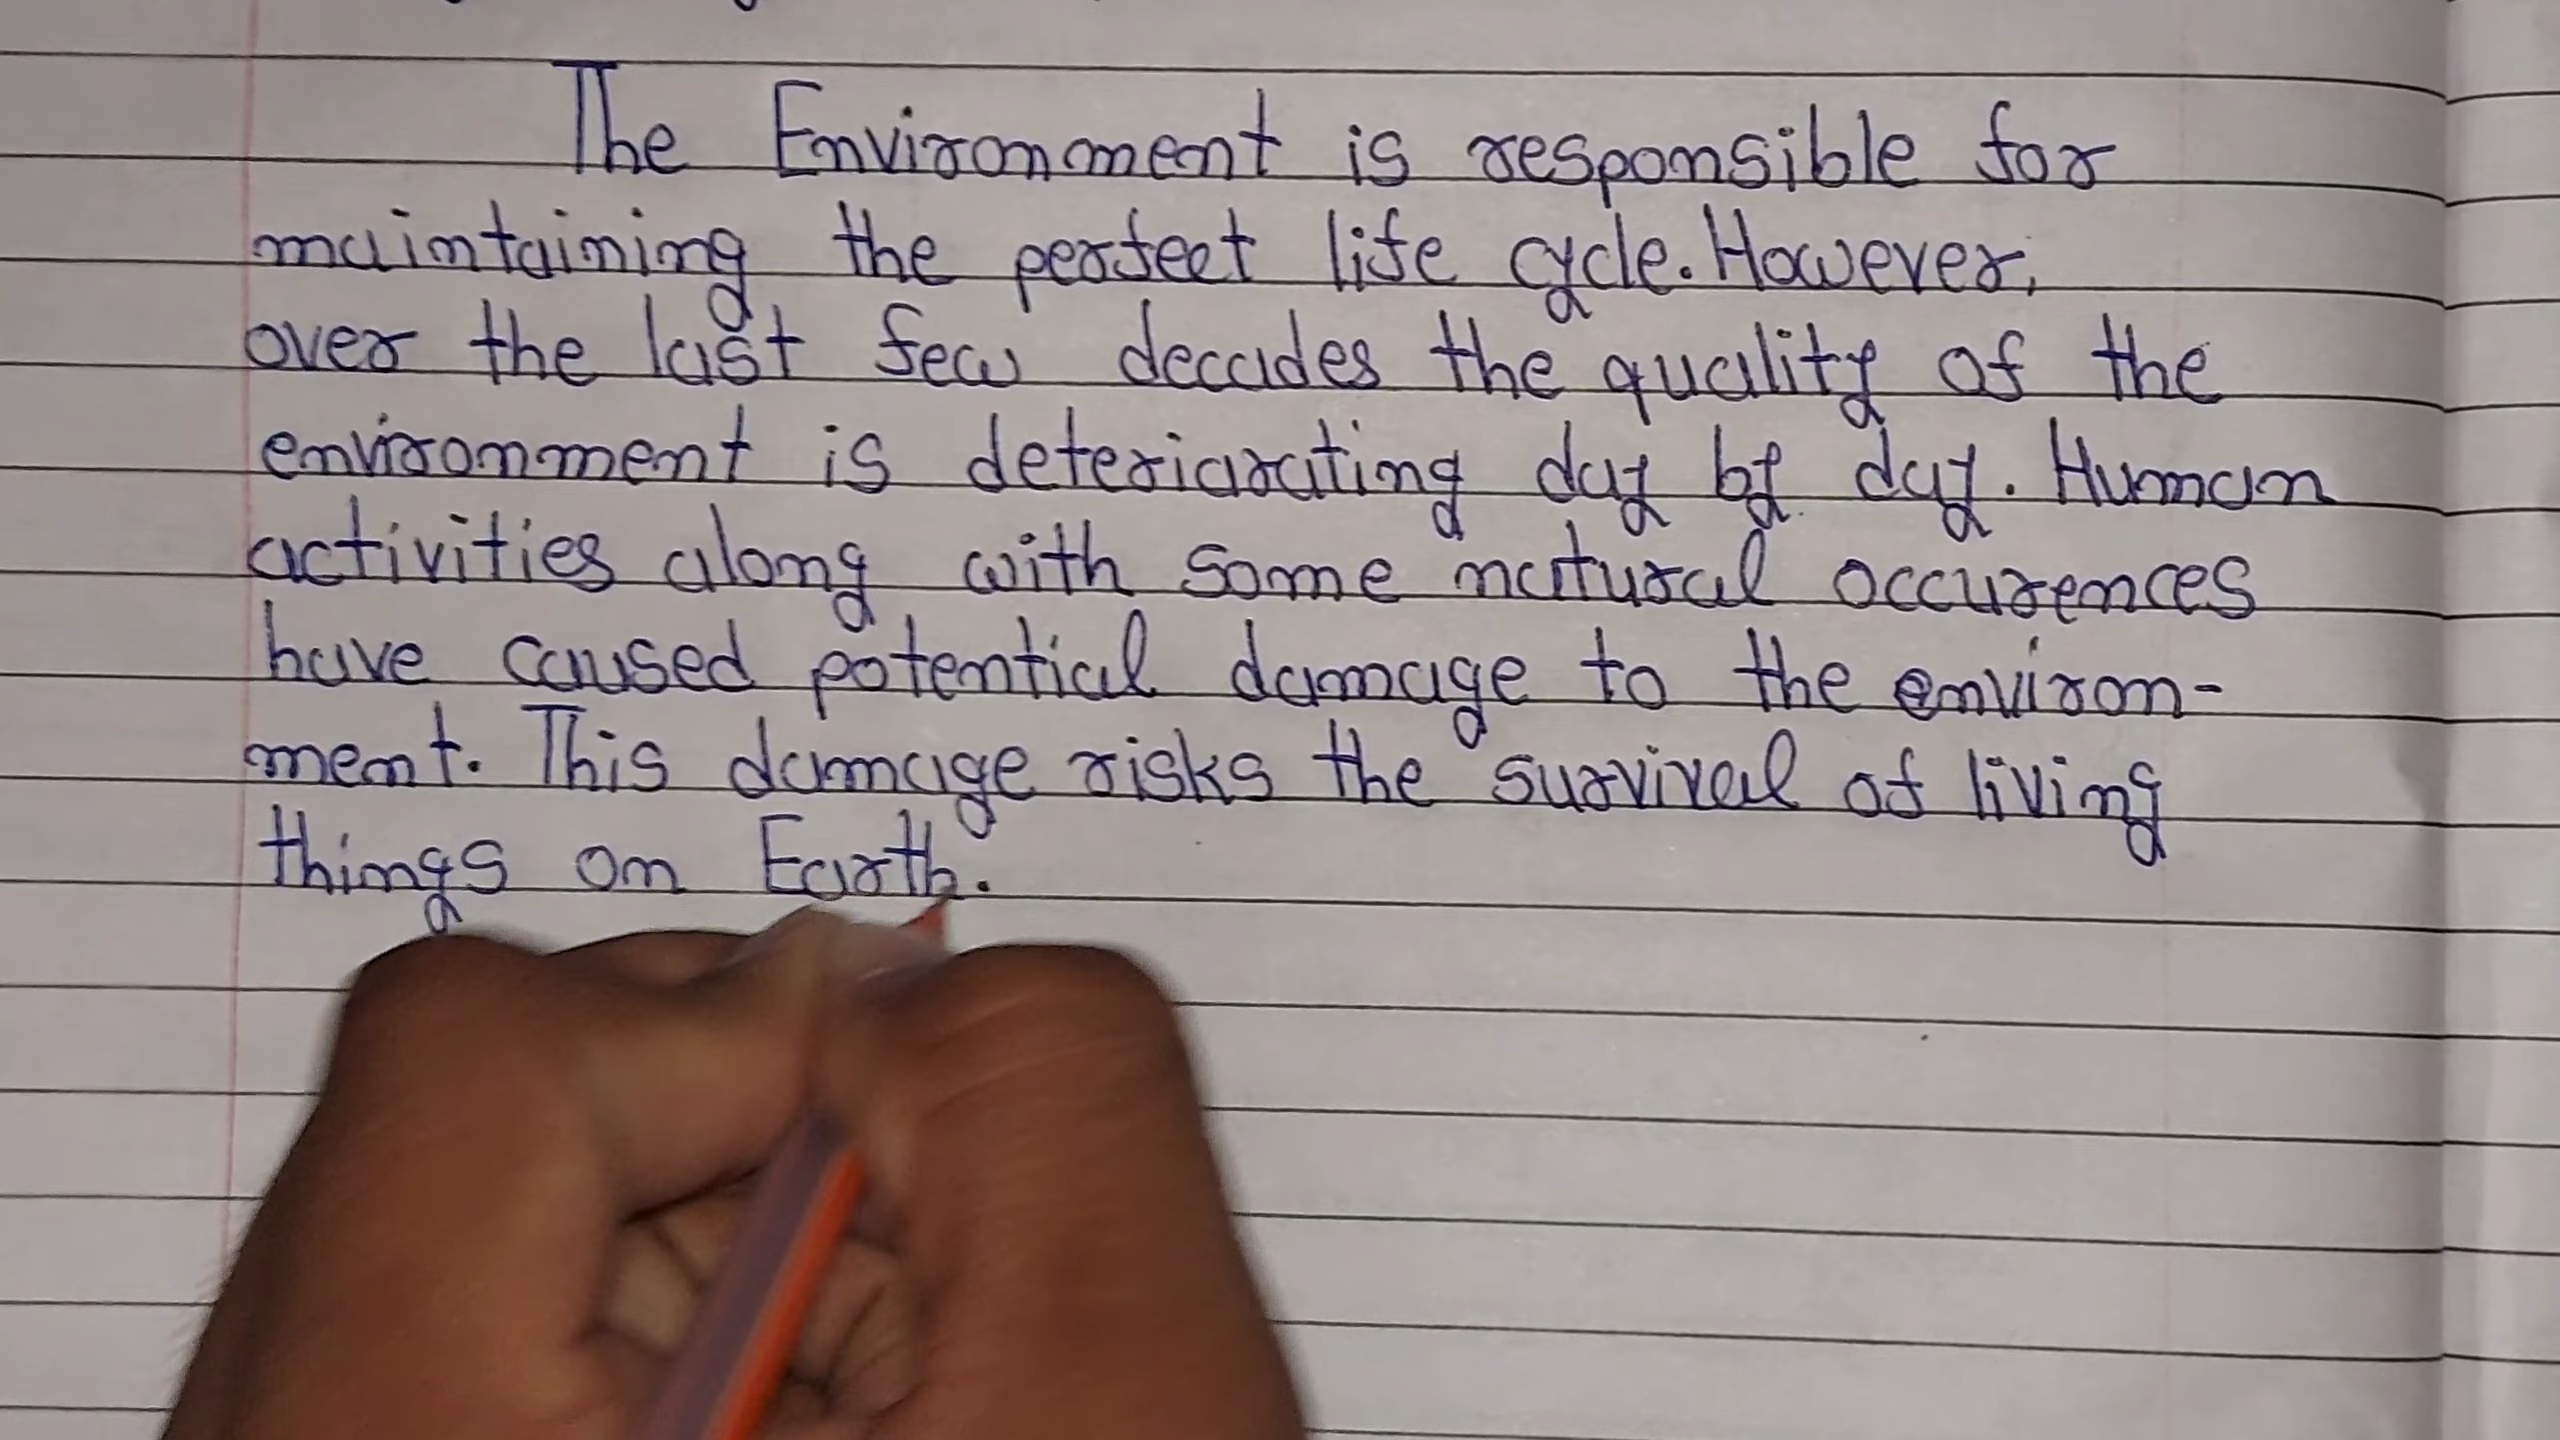 The Environment is responsible for
maintaining the perfect life cycle. However,
over the last few decades the quality of the
environment is deteriarating day by day. Human
activities along with some natural occurences
have caused potential damage to the environ-
ment. This damage risks the survival of living
things on Earth.